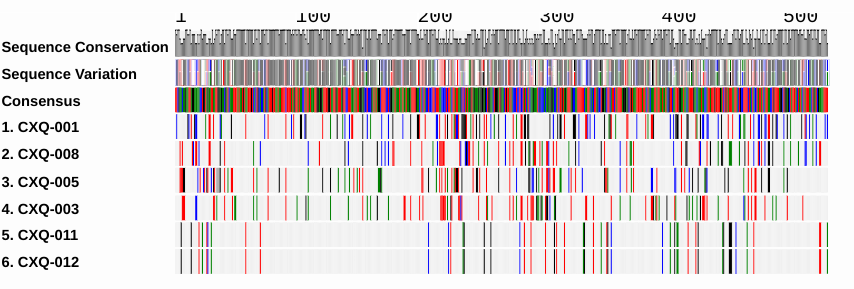 1 100 200 300 400 500
Sequence Conservation
Sequence Variation
Consensus
1. CXQ-001
2. CXQ-008
3. CXQ-005
4. CXQ-003
5. CXQ-011
6. CXQ-012